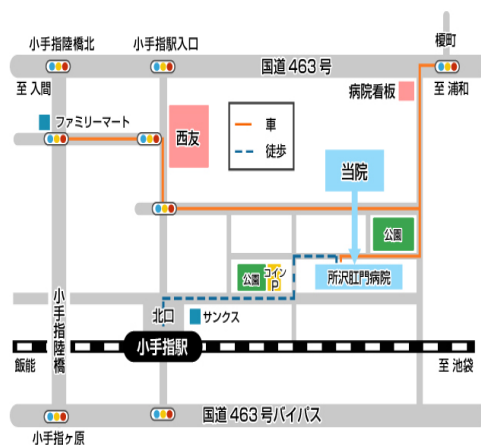 小手指陸橋北
小手指駅入口
榎町
国道463号
至 入間
病院看板
至 浦和
ファミリーマート
西友
車
徒歩
当院
公園
公園
コイン
P
所沢肛門病院
小手指陸橋
北口
サンクス
小手指駅
飯能
至 池袋
国道463号バイパス
小手指ヶ原